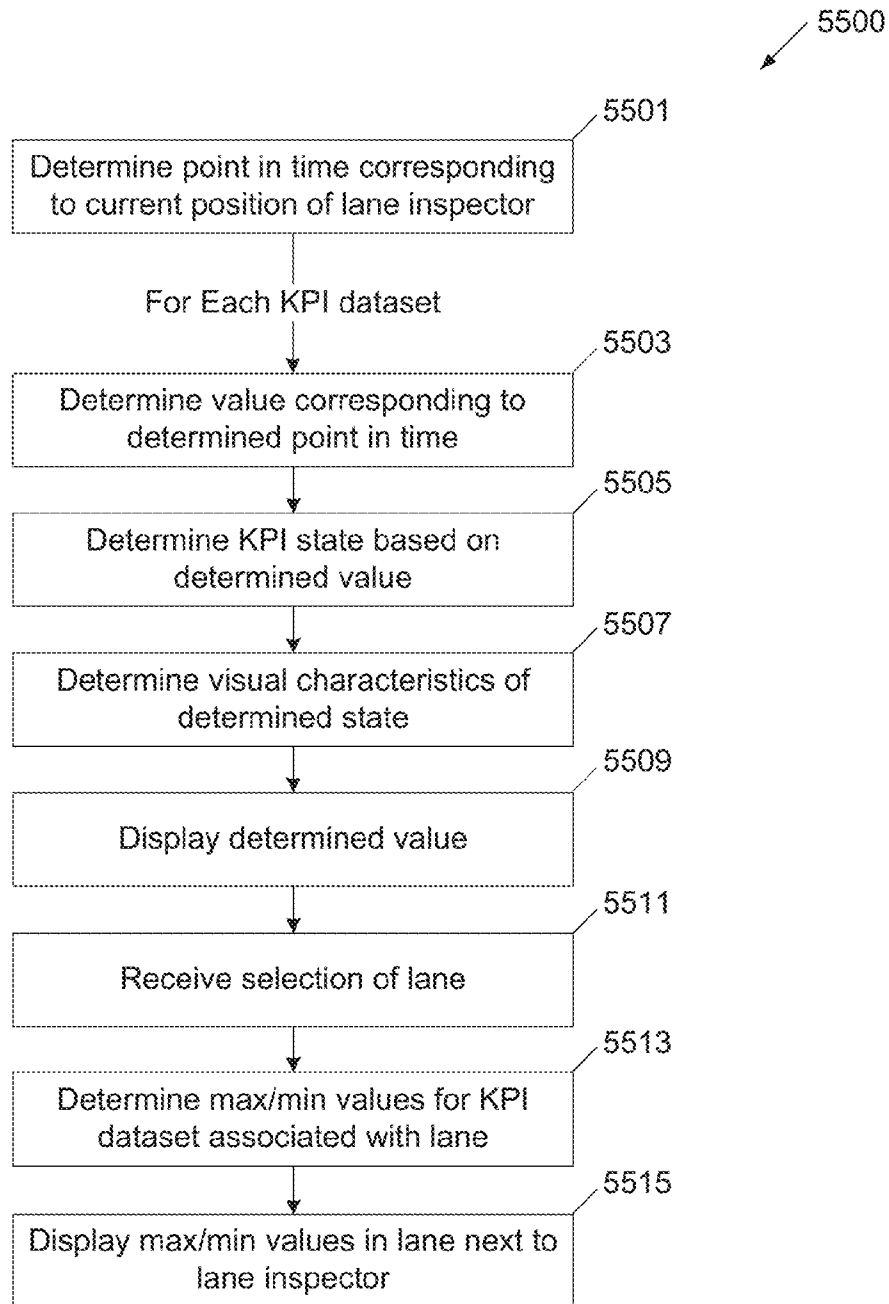 5500
5501
Determine point in time corresponding
to current position of lane inspector
For Each KPI dataset
5503
Determine value corresponding to
determined point in time
5505
Determine KPI state based on
determined value
5507
Determine visual characteristics of
determined state
5509
Display determined value
5511
Receive selection of lane
5513
Determine max/min values for KPI
dataset associated with lane
5515
Display max/min values in lane next to
lane inspector